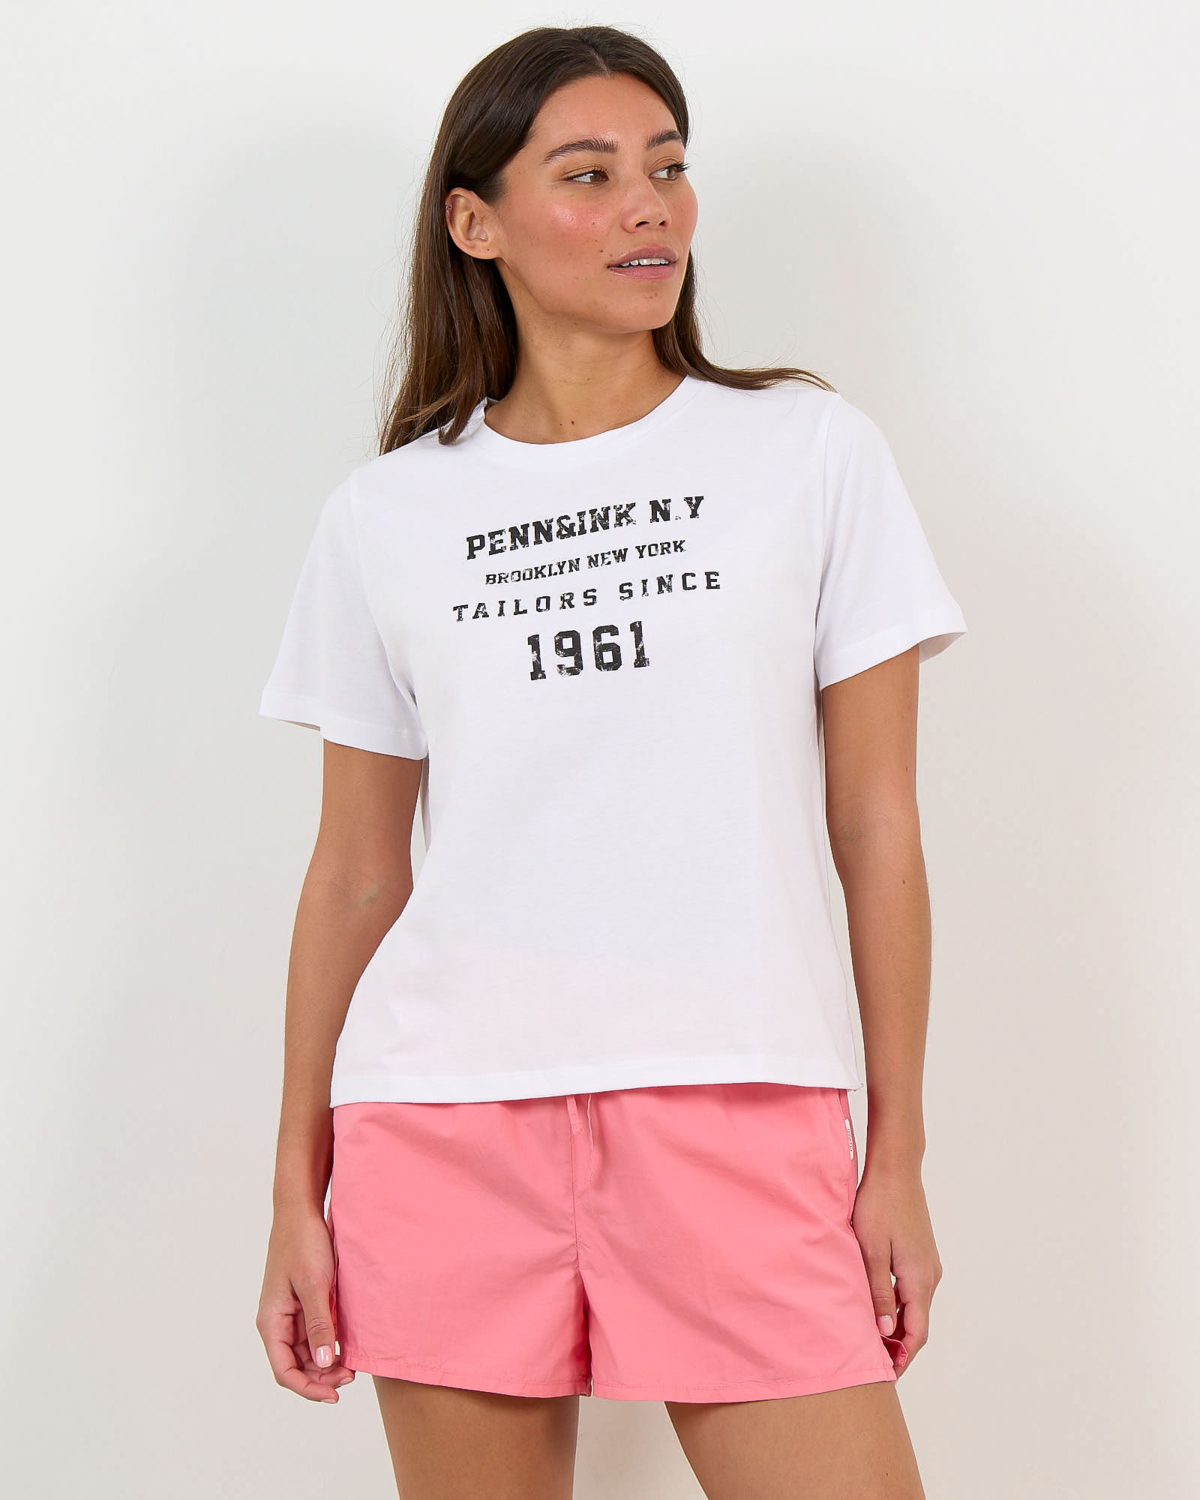 PENN&INK N.Y
BROOKLYN NEW YORK
TAILORS SINCE
1961